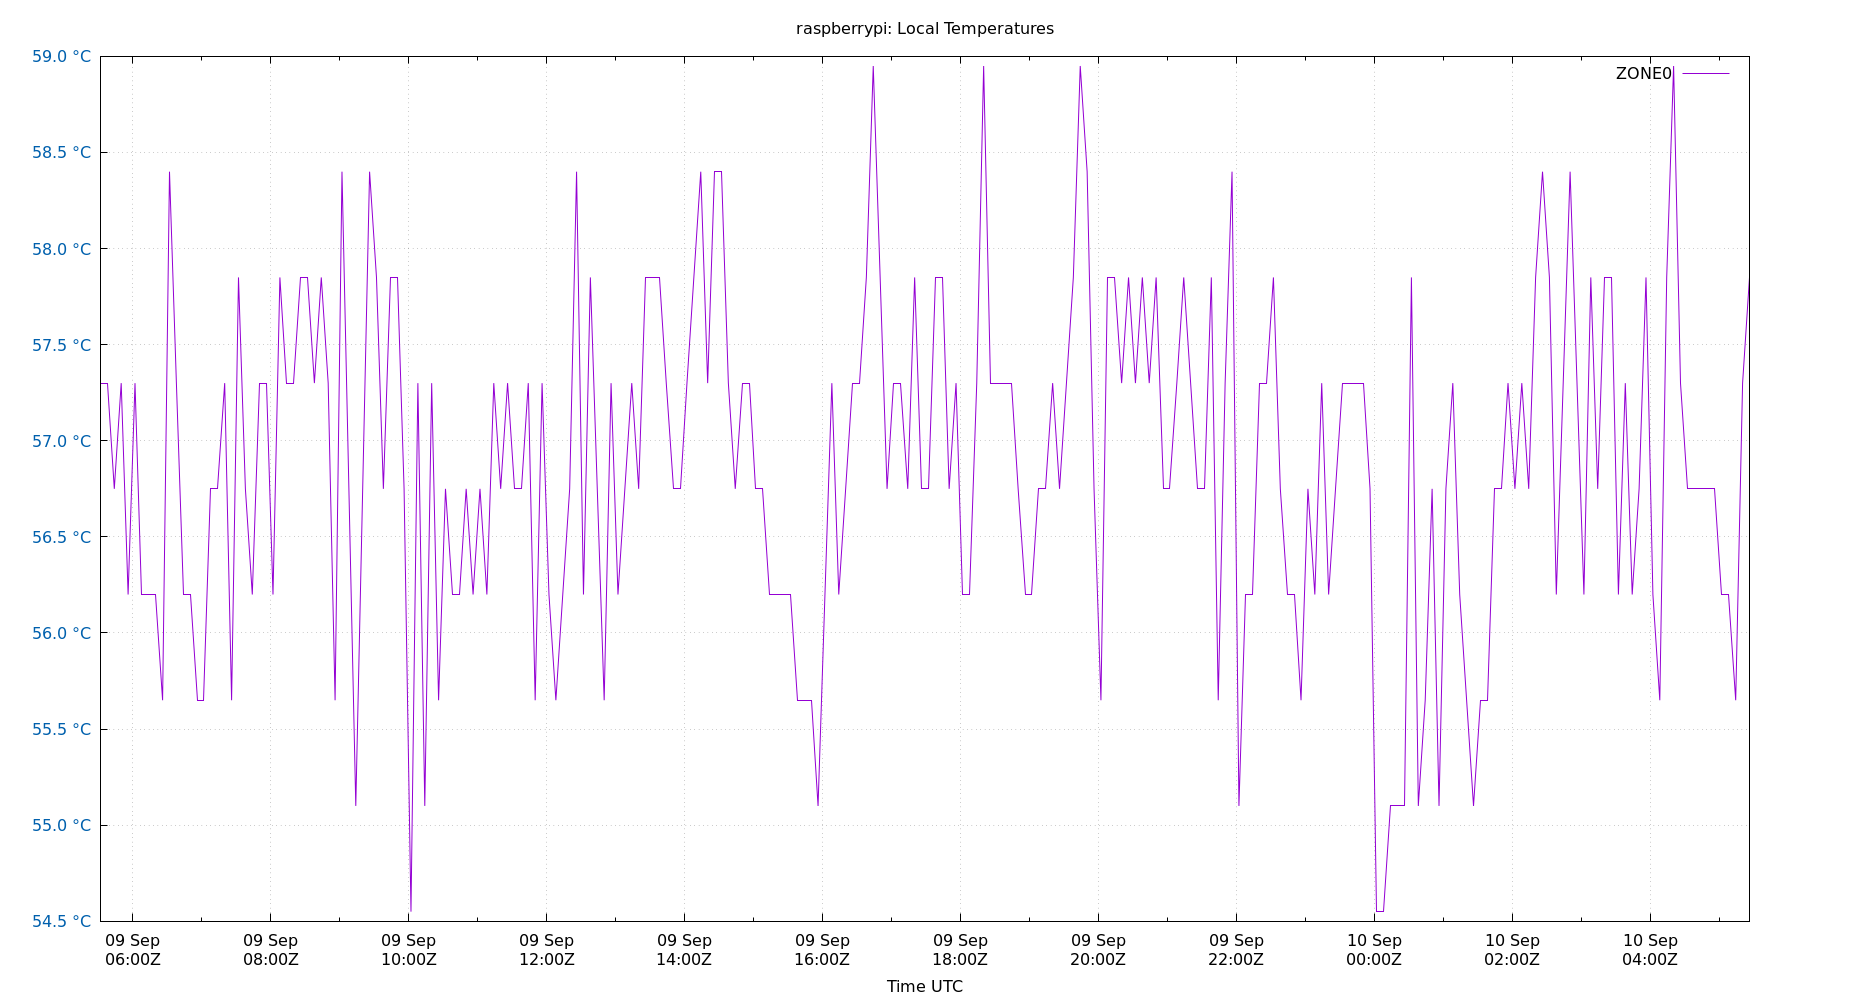 raspberrypi: Local Temperatures
59.0 °C
ZONE0
58.5 °C
58.0 °C
57.5 °C
57.0 °C
56.5 °C
56.0 °C
55.5 °C
55.0 °C
54.5 °C
09 Sep 09 Sep 09 Sep 09 Sep 09 Sep 09 Sep 09 Sep 09 Sep 09 Sep 10 Sep 10 Sep 10 Sep
06:00Z 08:00Z 10:00Z 12:00Z 14:00Z 16:00Z 18:00Z 20:00Z 22:00Z 00:00Z 02:00Z 04:00Z
Time UTC